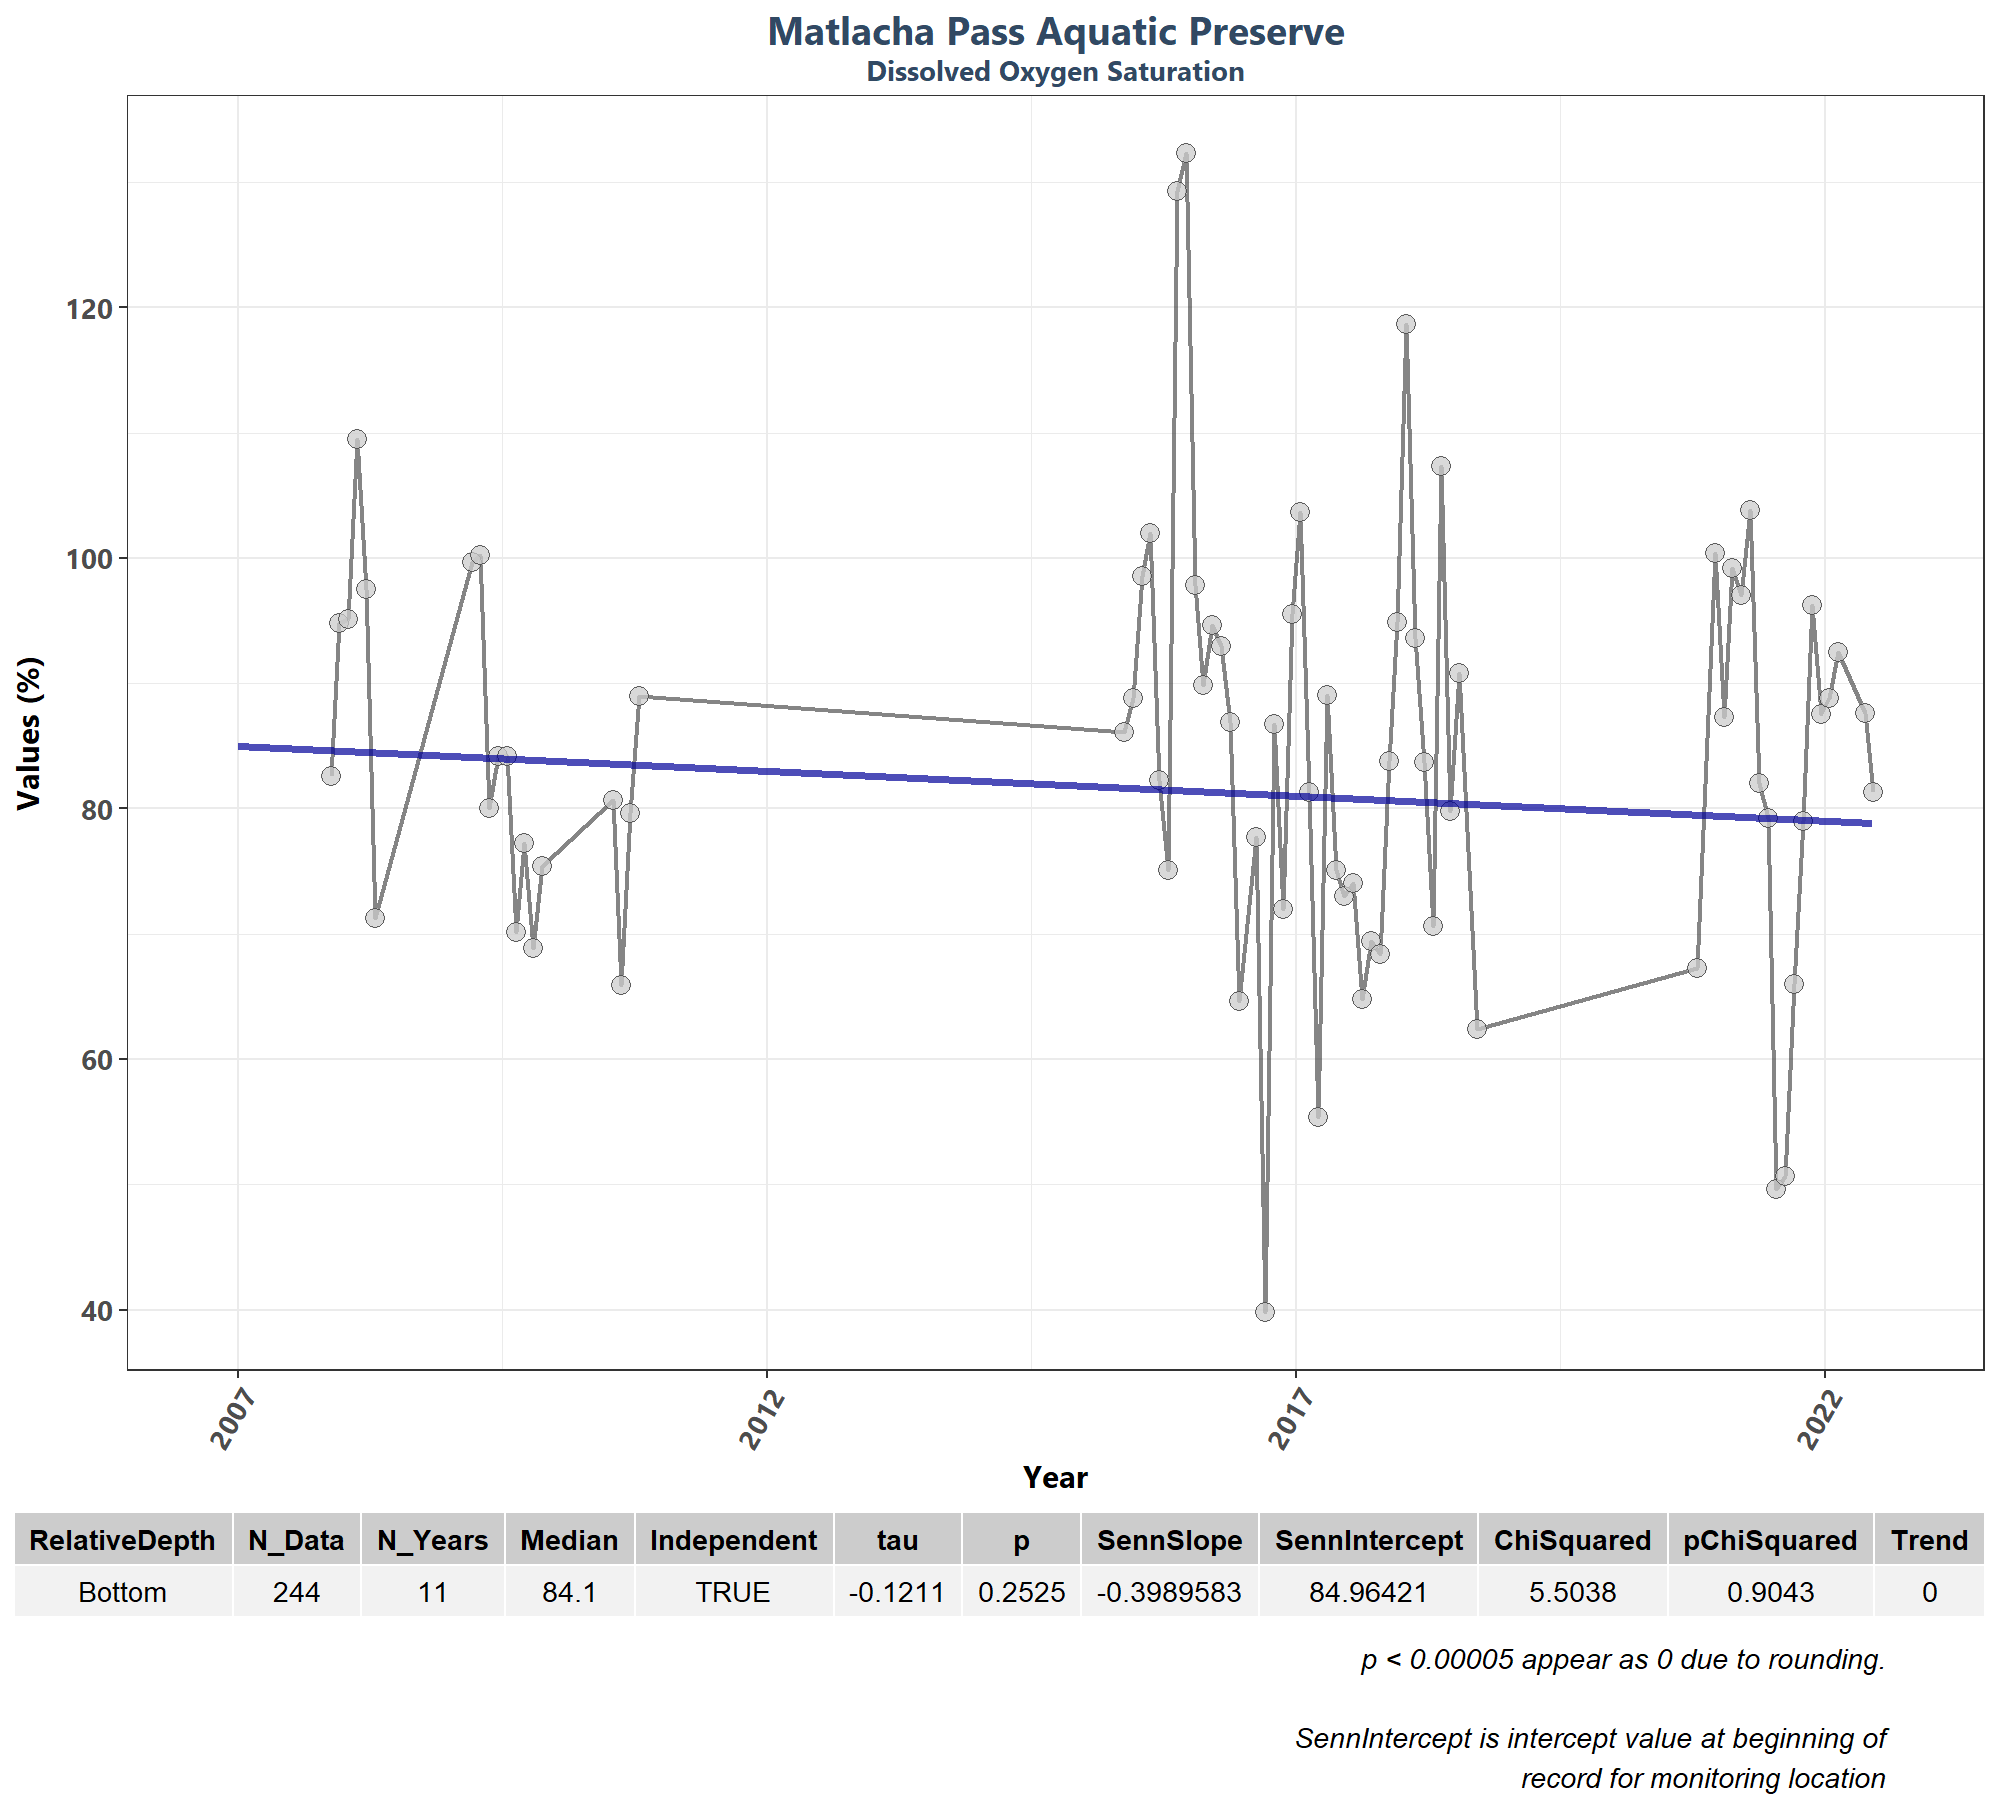 Matlacha Pass Aquatic Preserve
Dissolved Oxygen Saturation
Values (%)
120
100
80
60
40
2007 2012 2017 2022
Year
RelativeDepth N_Data N_Years Median Independent tau p SennSlope SennIntercept ChiSquared pChiSquared Trend
Bottom 244 11 84.1 TRUE -0.1211 0.2525 -0.3989583 84.96421 5.5038 0.9043 0
p < 0.00005 appear as 0 due to rounding.
SennIntercept is intercept value at beginning of
record for monitoring location